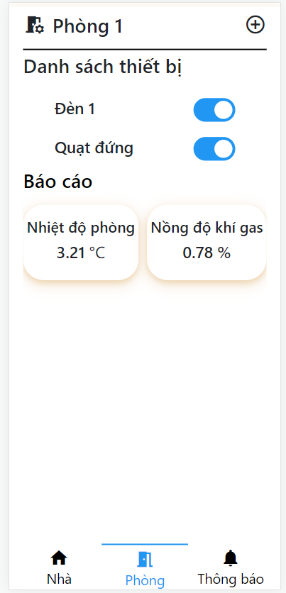 Phòng 1
Danh sách thiết bị
Đèn 1
Quạt đứng
Báo cáo
Nhiệt độ phòng Nồng độ khí gas
3.21 °C 0.78 %
Nhà Phòng Thông báo